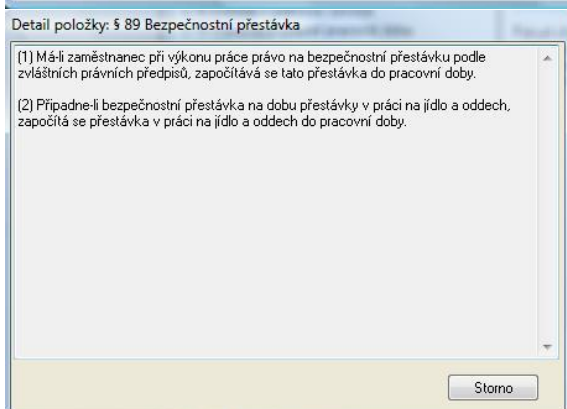 Detail položky: § 89 Bezpečnostní přestávka
(1) Má-li zaměstnanec při výkonu práce právo na bezpečnostní přestávku podle
zvláštních právních předpisů, započítává se tato přestávka do pracovní doby.
(2) Připadne-li bezpečnostní přestávka na dobu přestávky v práci na jídlo a oddech,
započítá se přestávka v práci na jídlo a oddech do pracovní doby.
Storno